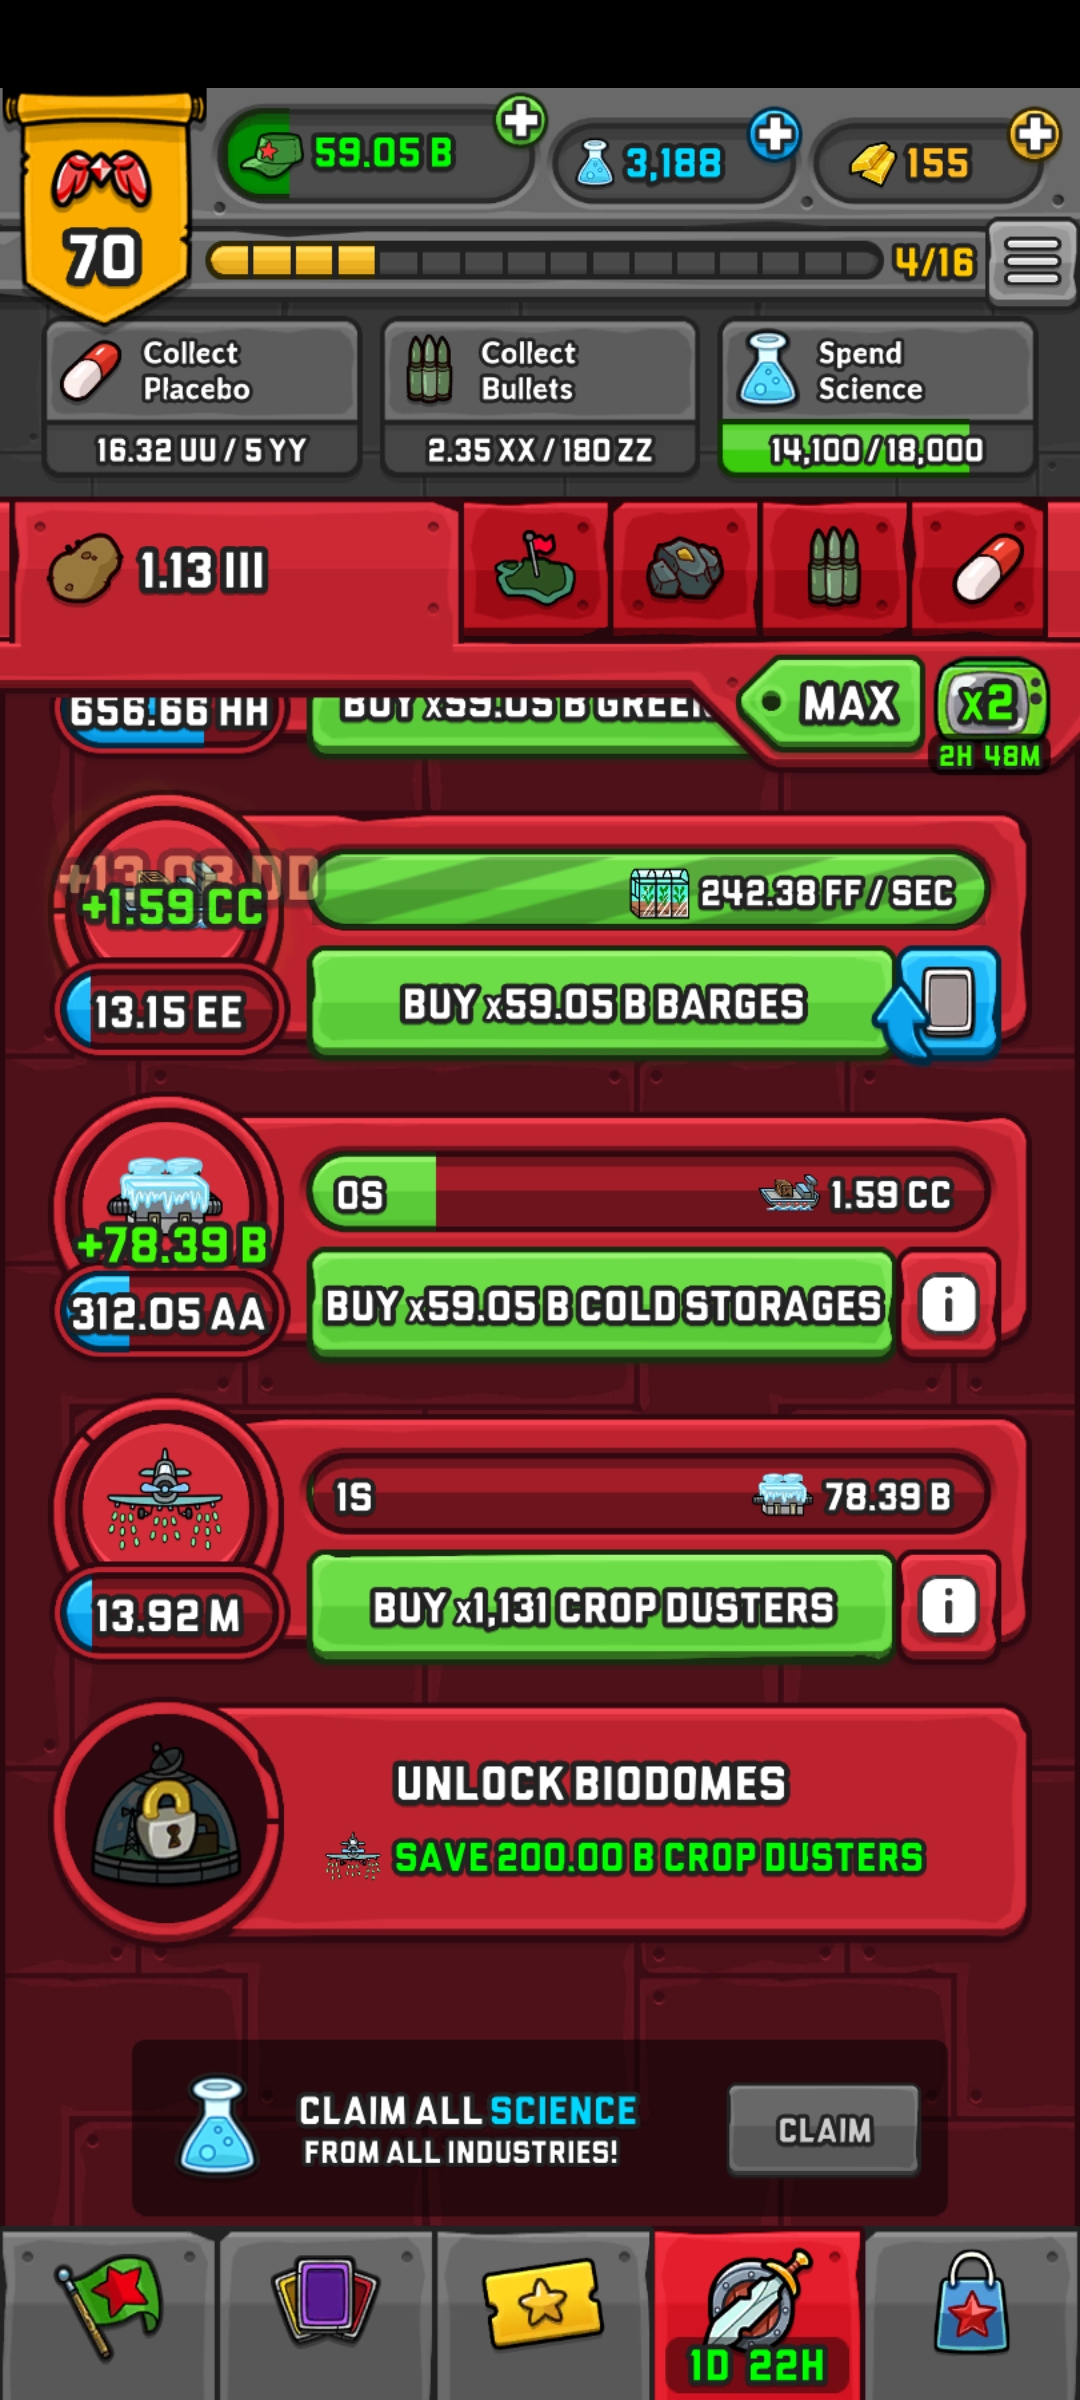 59.05 B
3,188
155
70
4/16
Collect
Placebo
16.32 UU / 5 YY
Collect
Bullets
2.35 XX / 180 ZZ
Spend
Science
14,100 / 18,000
1.13 III
MAX
x2
2H 48M
656.66 HH
BUY x59.05 B
+13.08 DD
+1.59 CC
242.38 FF / SEC
13.15 EE
BUY x59.05 B BARGES
0S
1.59 CC
+78.39 B
312.05 AA
BUY x59.05 B COLD STORAGES
i
1S
78.39 B
13.92 M
BUY x1,131 CROP DUSTERS
i
UNLOCK BIODOMES
SAVE 200.00 B CROP DUSTERS
CLAIM ALL SCIENCE
FROM ALL INDUSTRIES!
CLAIM
1D 22H